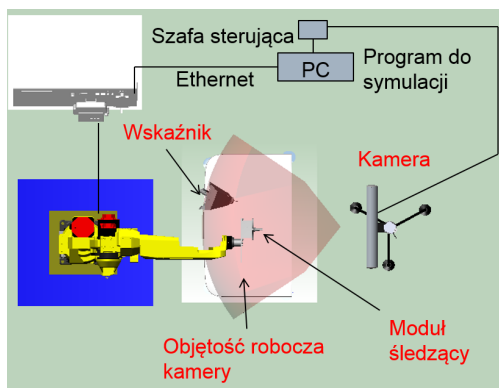 Szafa sterująca
PC
Program do
symulacji
Ethernet
Wskaźnik
Kamera
Objętość robocza
kamery
Moduł
śledzący